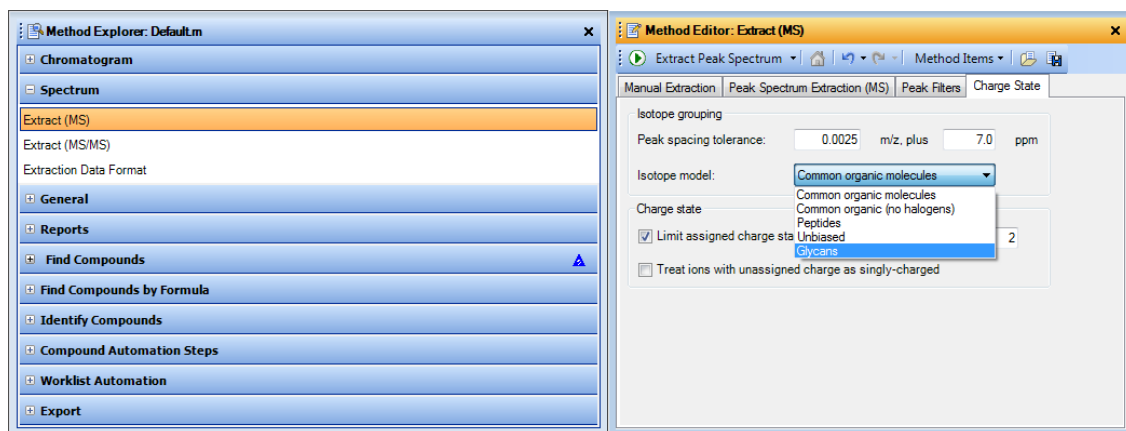 Method Explorer: Default.m
Chromatogram
Spectrum
Extract (MS)
Extract (MS/MS)
Extraction Data Format
General
Reports
Find Compounds
Find Compounds by Formula
Identify Compounds
Compound Automation Steps
Worklist Automation
Export
Method Editor: Extract (MS)
Extract Peak Spectrum Method Items
Manual Extraction Peak Spectrum Extraction (MS) Peak Filters Charge State
Isotope grouping
Peak spacing tolerance: 0.0025 m/z, plus 7.0 ppm
Isotope model: Common organic molecules
Common organic molecules
Common organic (no halogens)
Peptides
Unbiased
Glycans
Charge state
Limit assigned charge sta 2
Treat ions with unassigned charge as singly-charged